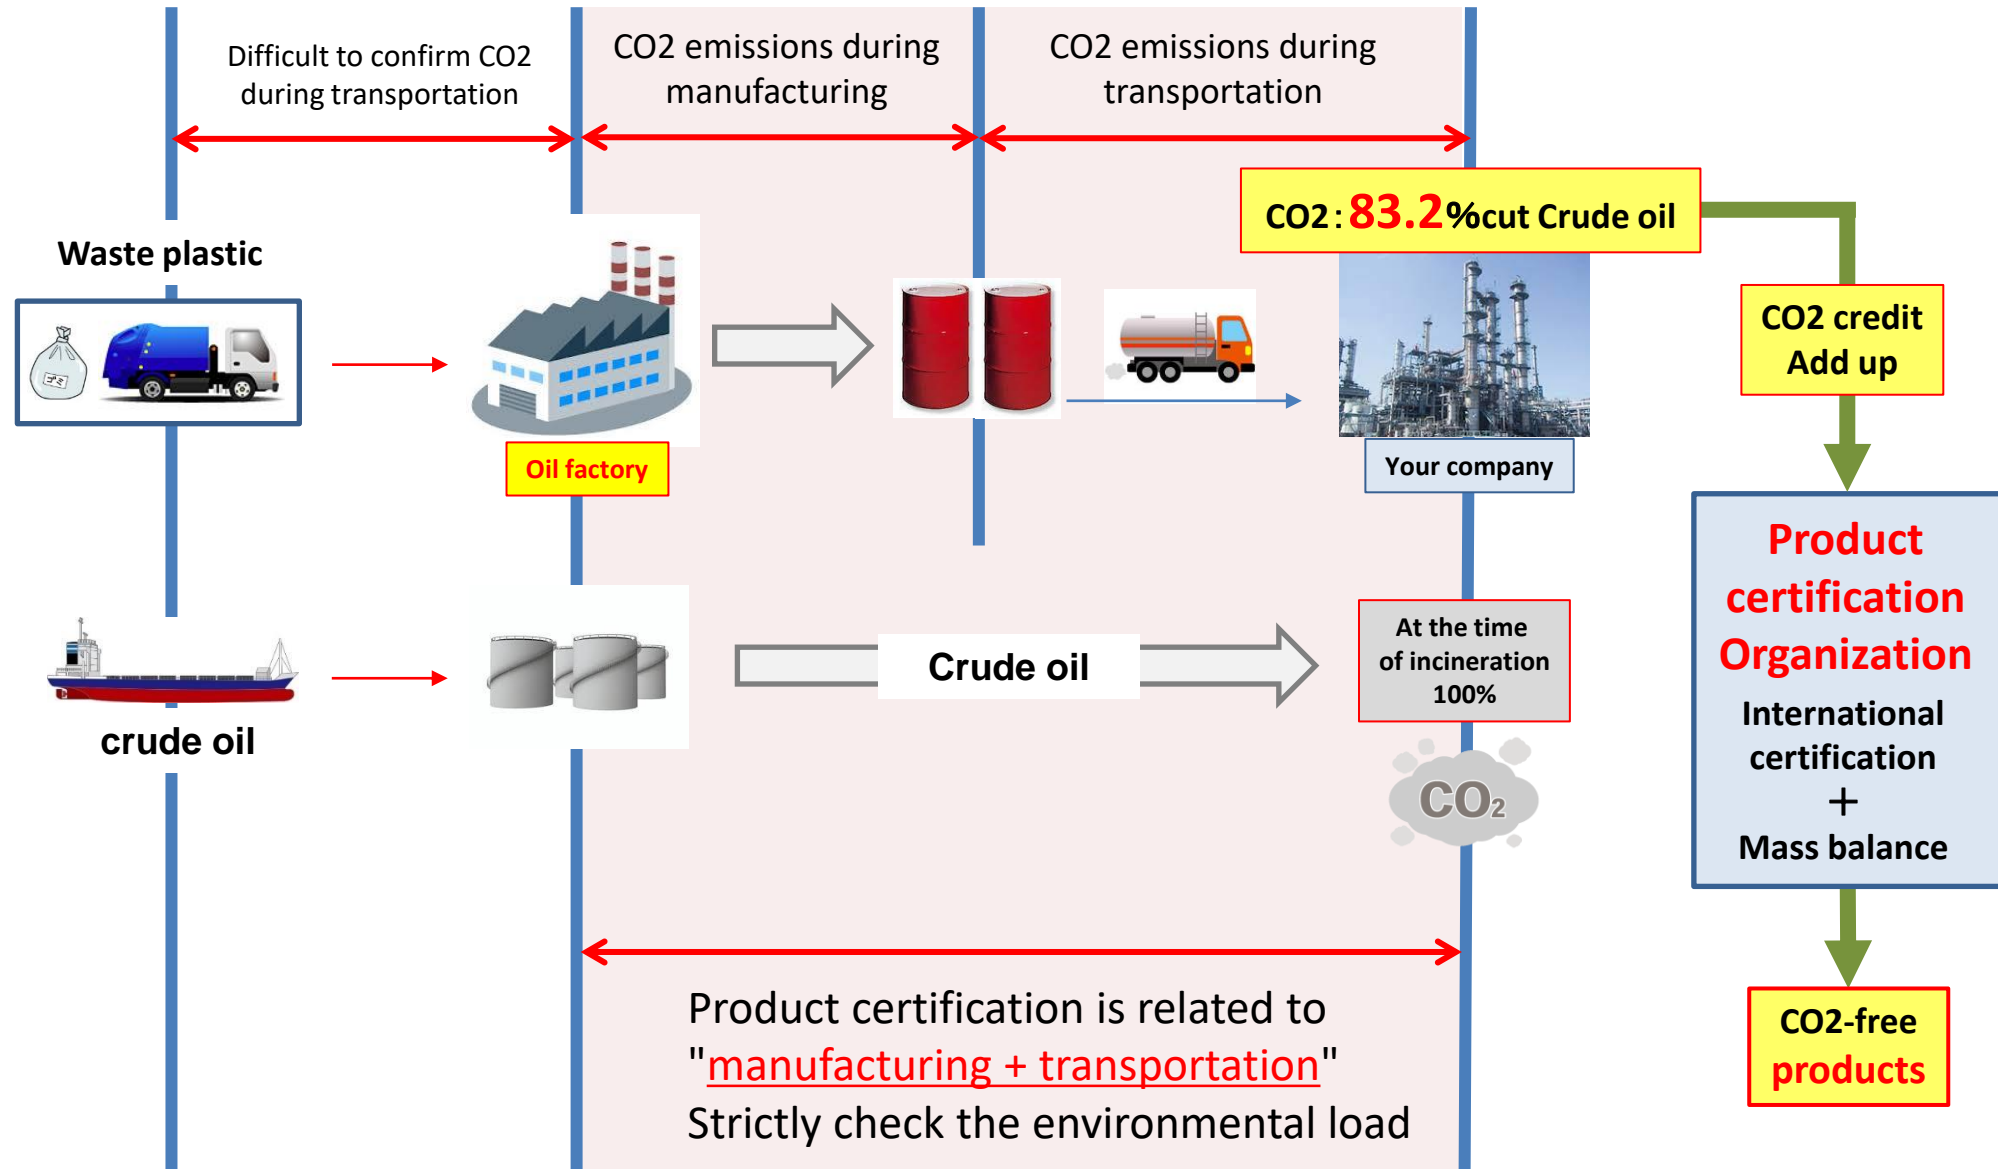 Difficult to confirm CO2
during transportation
CO2 emissions during
manufacturing
CO2 emissions during
transportation
CO2：83.2%cut Crude oil
Waste plastic
CO2 credit
Add up
Oil factory
Your company
Product
certification
Organization
International
certification
＋
Mass balance
At the time
of incineration
100%
Crude oil
crude oil
CO₂
Product certification is related to
"manufacturing + transportation"
Strictly check the environmental load
CO2-free
products